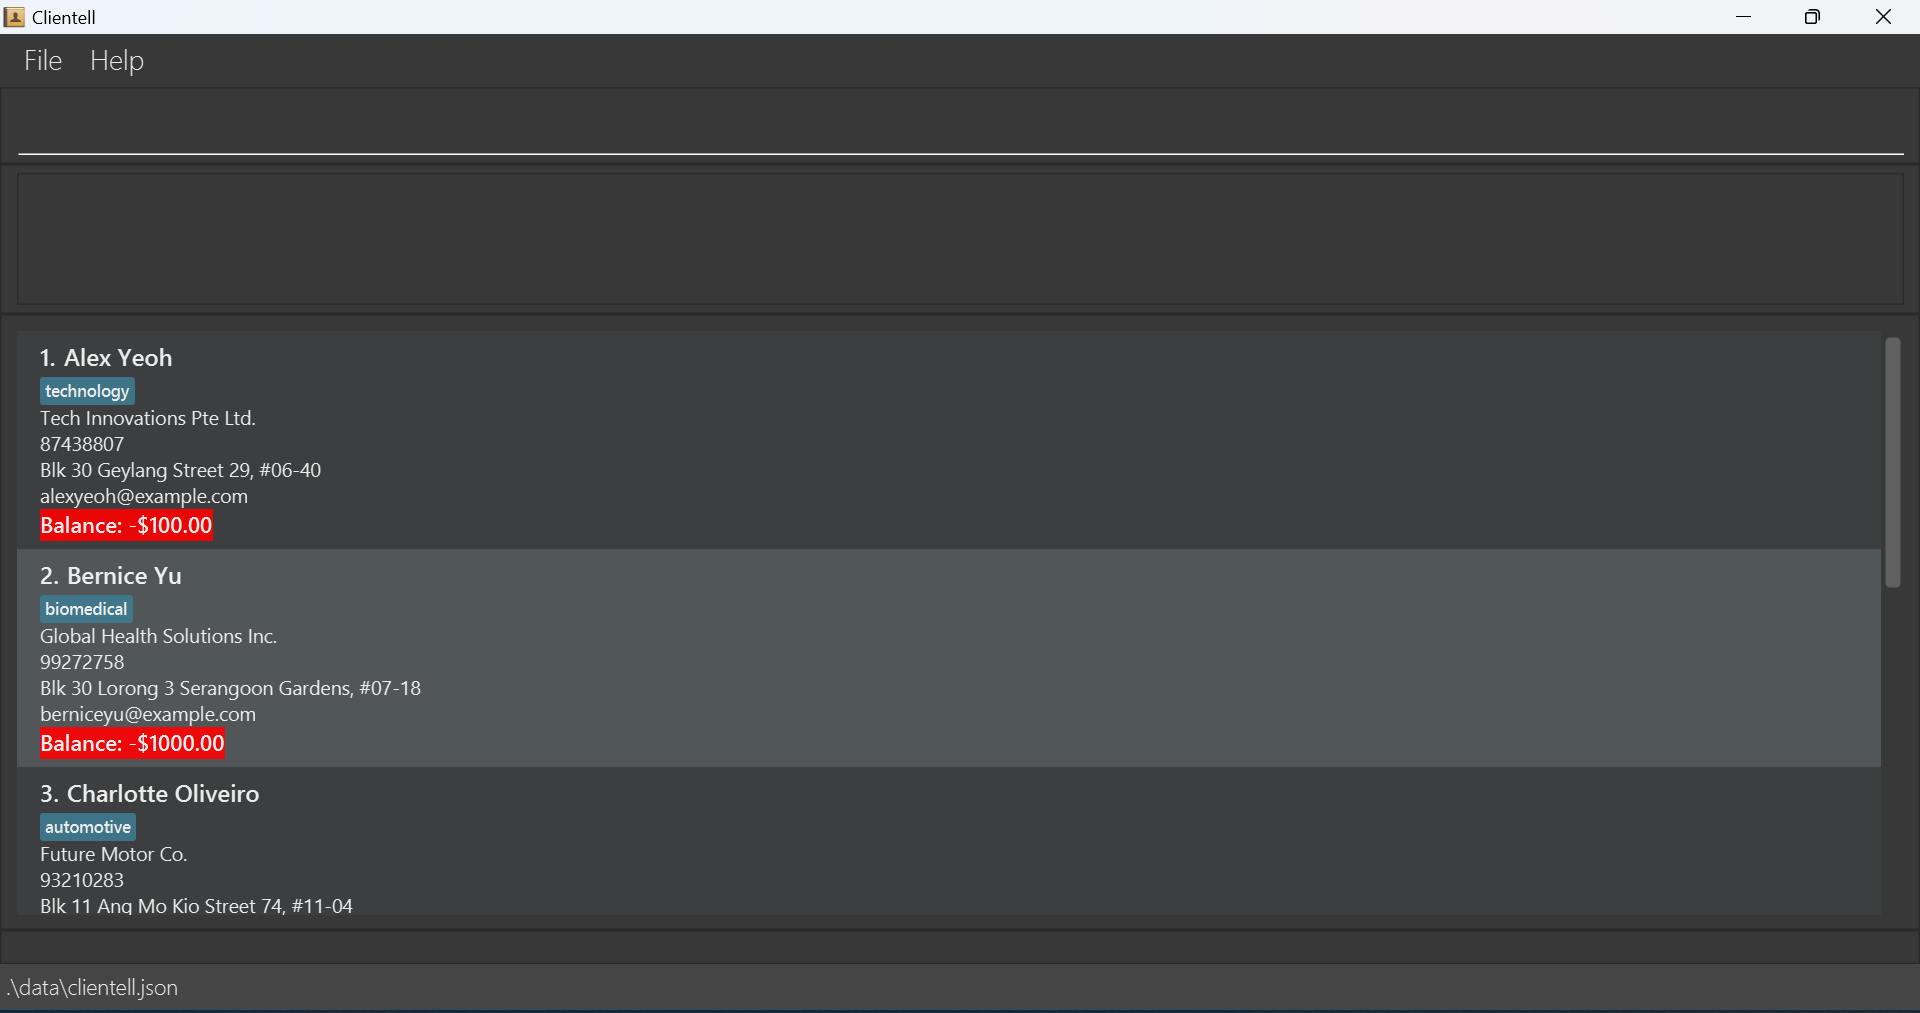 Clientell
File Help
1. Alex Yeoh
technology
Tech Innovations Pte Ltd.
87438807
Blk 30 Geylang Street 29, #06-40
alexyeoh@example.com
Balance: -$100.00
2. Bernice Yu
biomedical
Global Health Solutions Inc.
99272758
Blk 30 Lorong 3 Serangoon Gardens, #07-18
berniceyu@example.com
Balance: -$1000.00
3. Charlotte Oliveiro
automotive
Future Motor Co.
93210283
Blk 11 Ang Mo Kio Street 74, #11-04
.\data\clientell.json